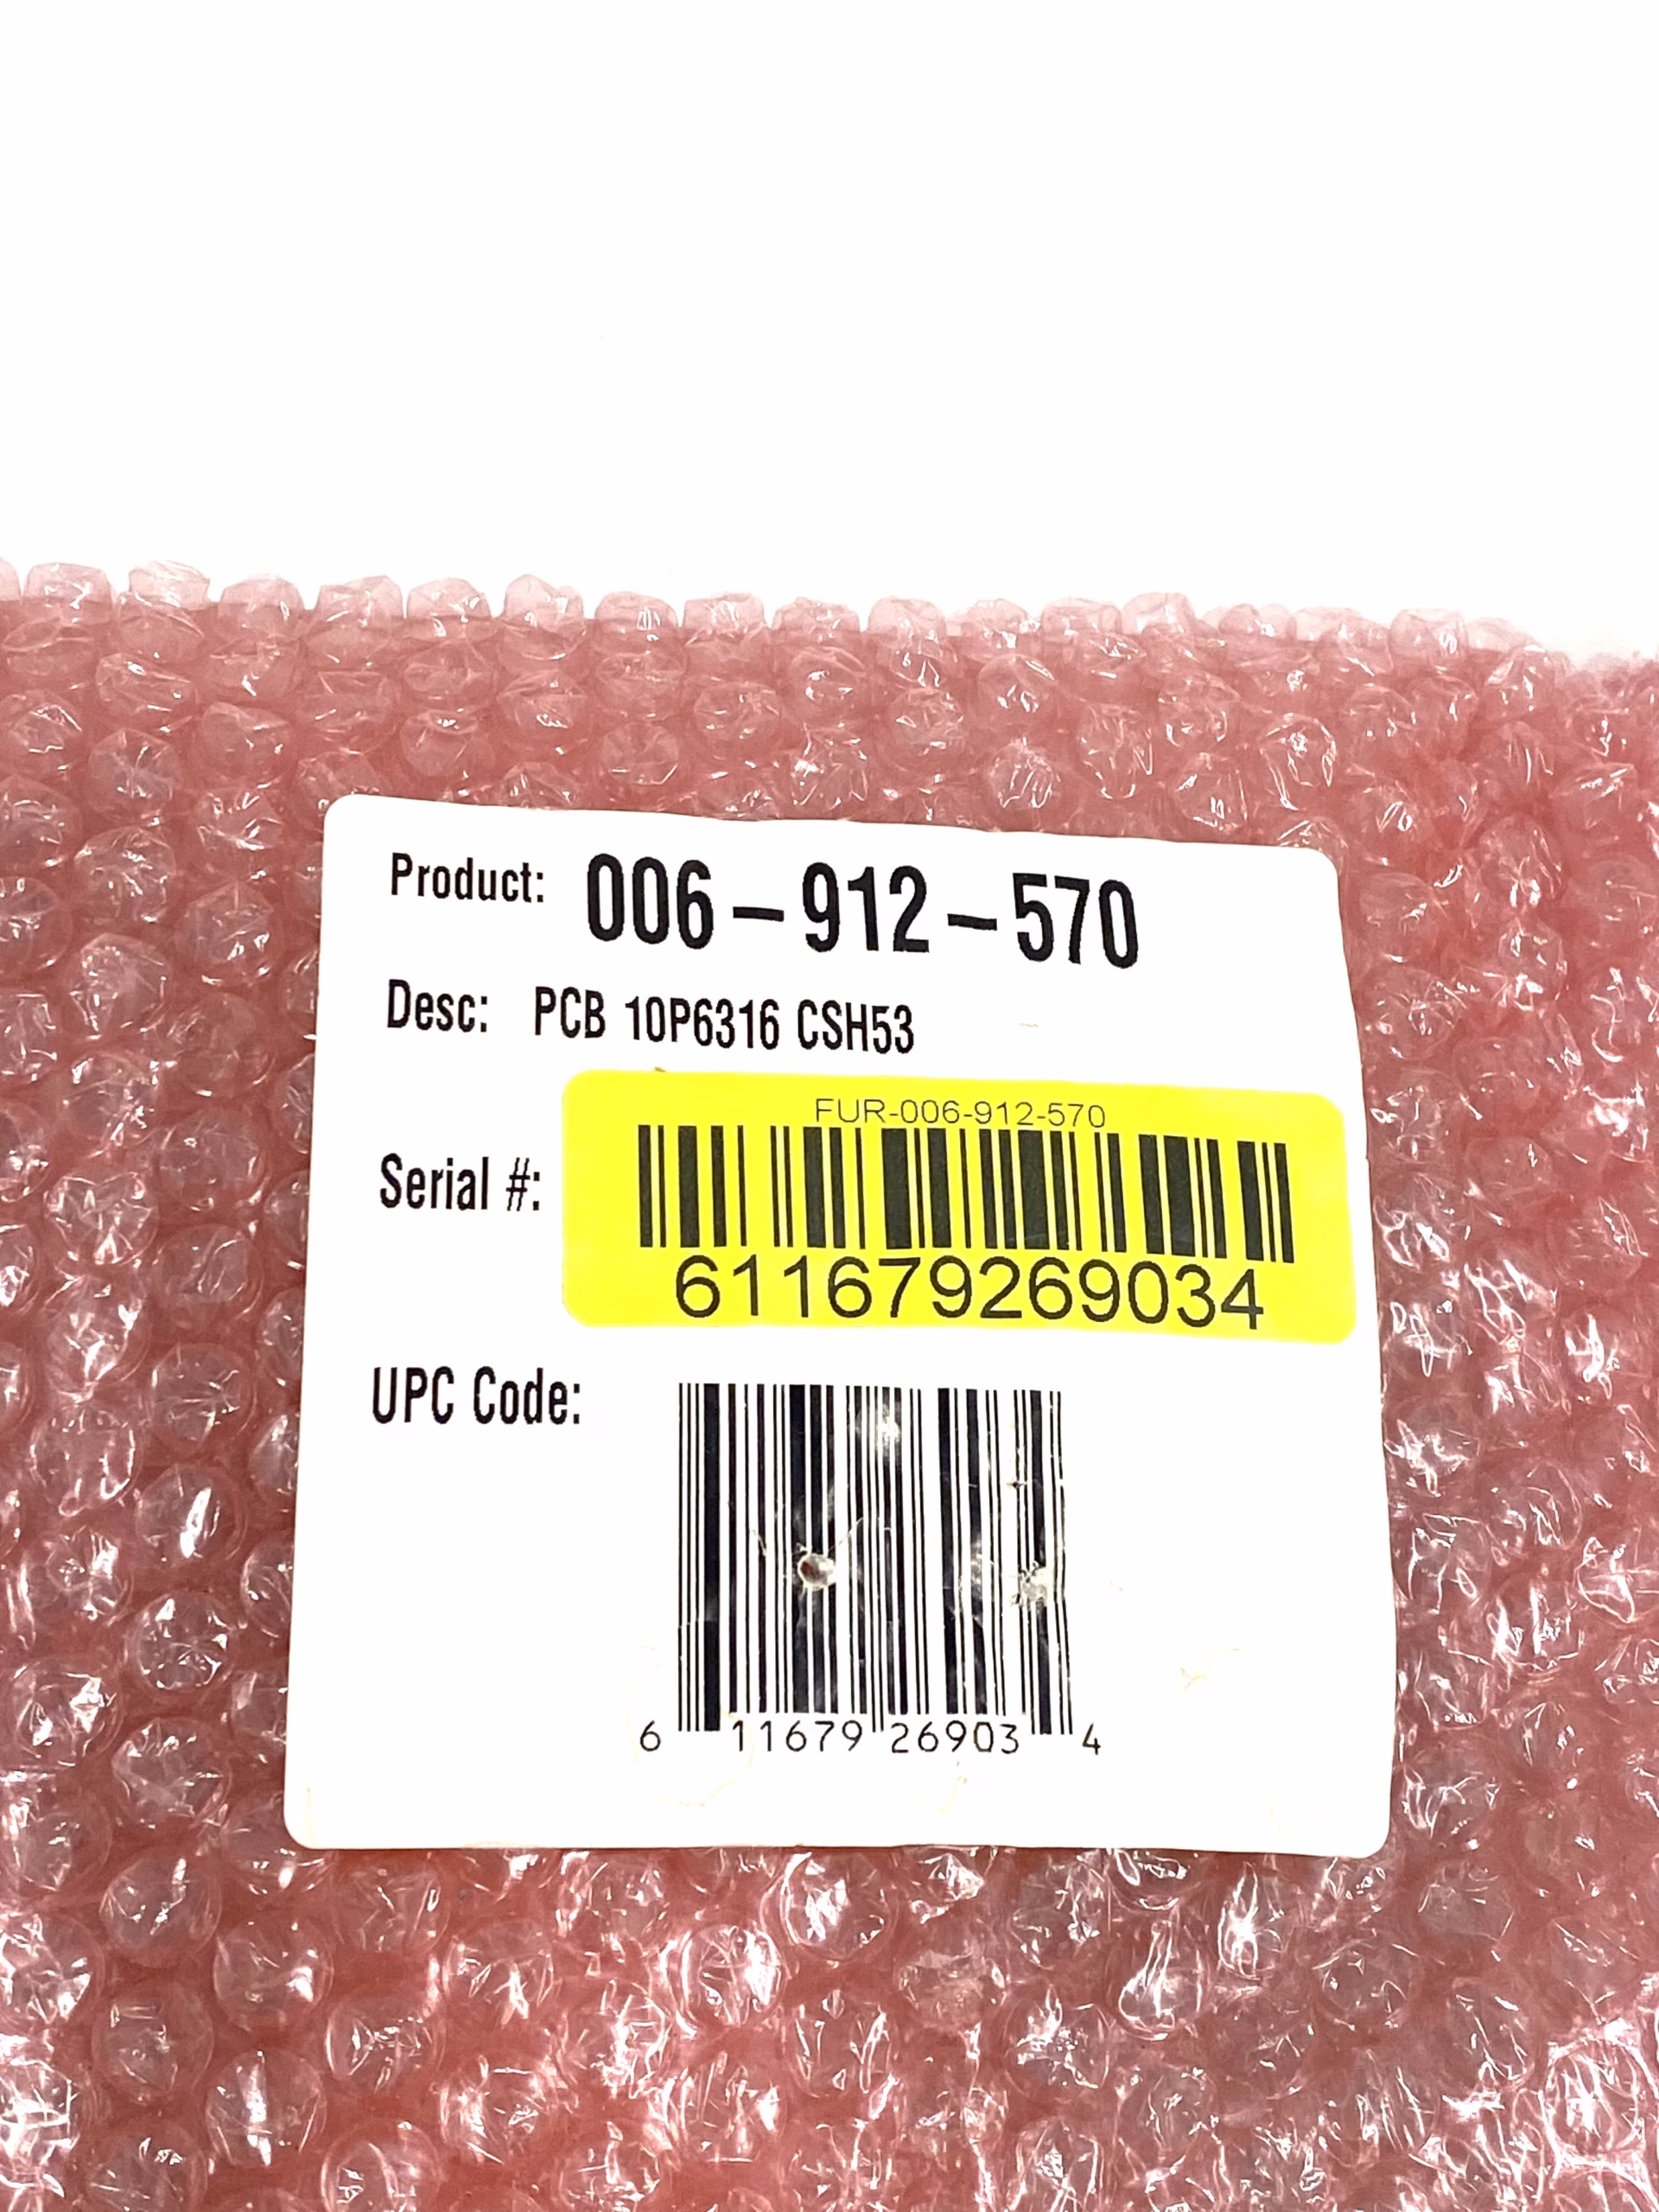 Product: 006-912-570
Desc: PCB 10P6316 CSH53
FUR-006-912-570
Serial #:
611679269034
UPC Code:
6 11679 26903 4